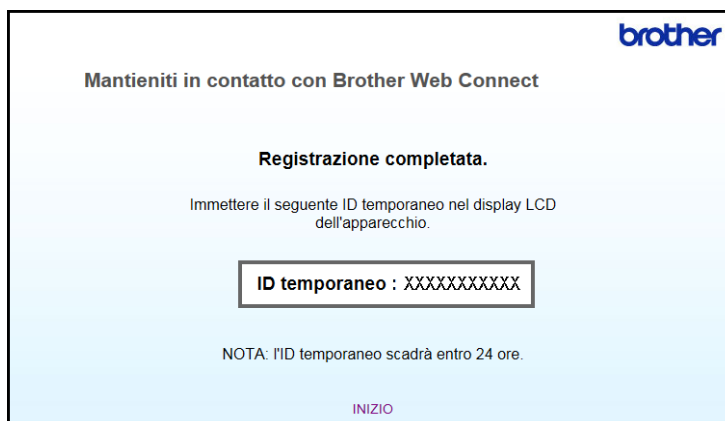 brother
Mantieniti in contatto con Brother Web Connect
Registrazione completata.
Immettere il seguente ID temporaneo nel display LCD
dell'apparecchio.
ID temporaneo : XXXXXXXXXXX
NOTA: l'ID temporaneo scadrà entro 24 ore.
INIZIO